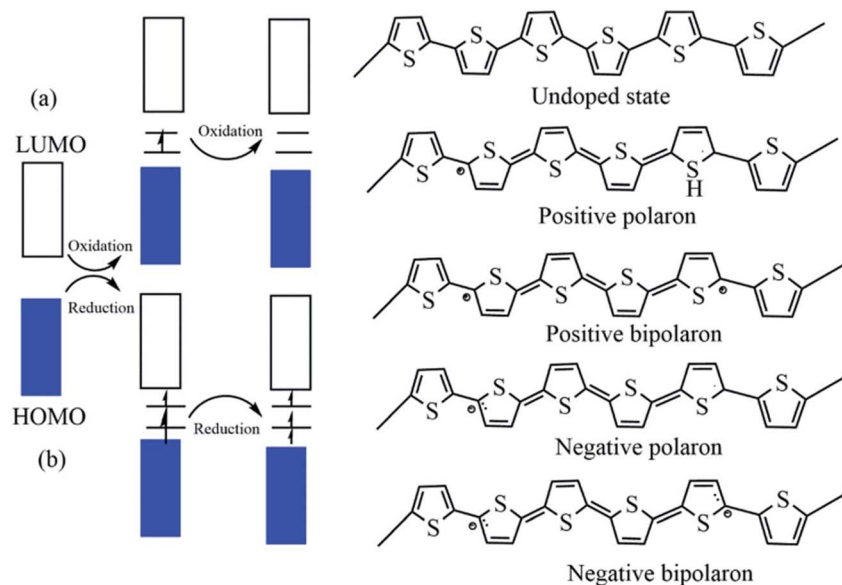 (a)
LUMO
Oxidation
Reduction
HOMO
(b)
Oxidation
Reduction
S S S S S S
Undoped state
S S S S S S
H
Positive polaron
S S S S S S
Positive bipolaron
S S S S S S
Negative polaron
S S S S S S
Negative bipolaron